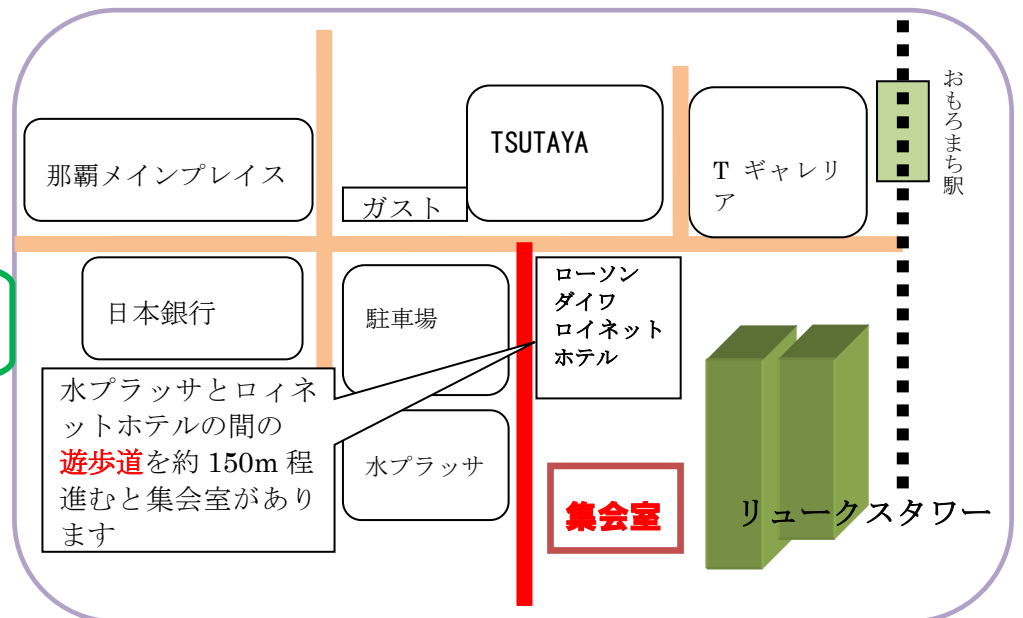 おもろまち駅
TSUTAYA
那覇メインプレイス
T ギャレリ
ア
ガスト
日本銀行
駐車場
ローソン
ダイワ
ロイネット
ホテル
水プラッサとロィネ
ットホテルの間の
遊歩道を約 150m 程
進むと集会室があり
ます
水プラッサ
集会室
リュークスタワー